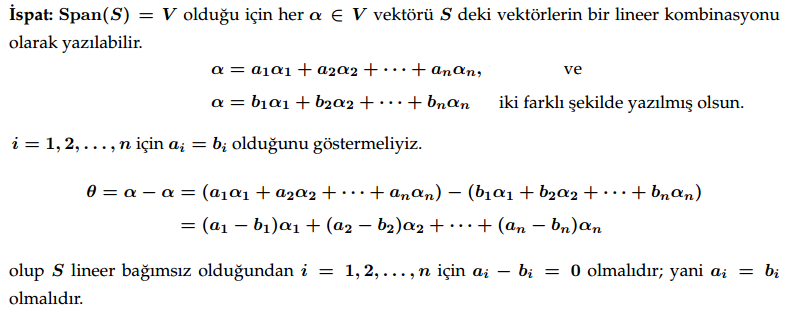 İspat: Span(S) = V olduğu için her α ∈ V vektörü S deki vektörlerin bir lineer kombinasyonu
olarak yazılabilir.
α = a₁α₁ + a₂α₂ + ⋯ + aₙαₙ, ve
α = b₁α₁ + b₂α₂ + ⋯ + bₙαₙ iki farklı şekilde yazılmış olsun.
i = 1, 2, . . . , n için aᵢ = bᵢ olduğunu göstermeliyiz.
θ = α − α = (a₁α₁ + a₂α₂ + ⋯ + aₙαₙ) − (b₁α₁ + b₂α₂ + ⋯ + bₙαₙ)
= (a₁ − b₁)α₁ + (a₂ − b₂)α₂ + ⋯ + (aₙ − bₙ)αₙ
olup S lineer bağımsız olduğundan i = 1, 2, . . . , n için aᵢ − bᵢ = 0 olmalıdır; yani aᵢ = bᵢ
olmalıdır.